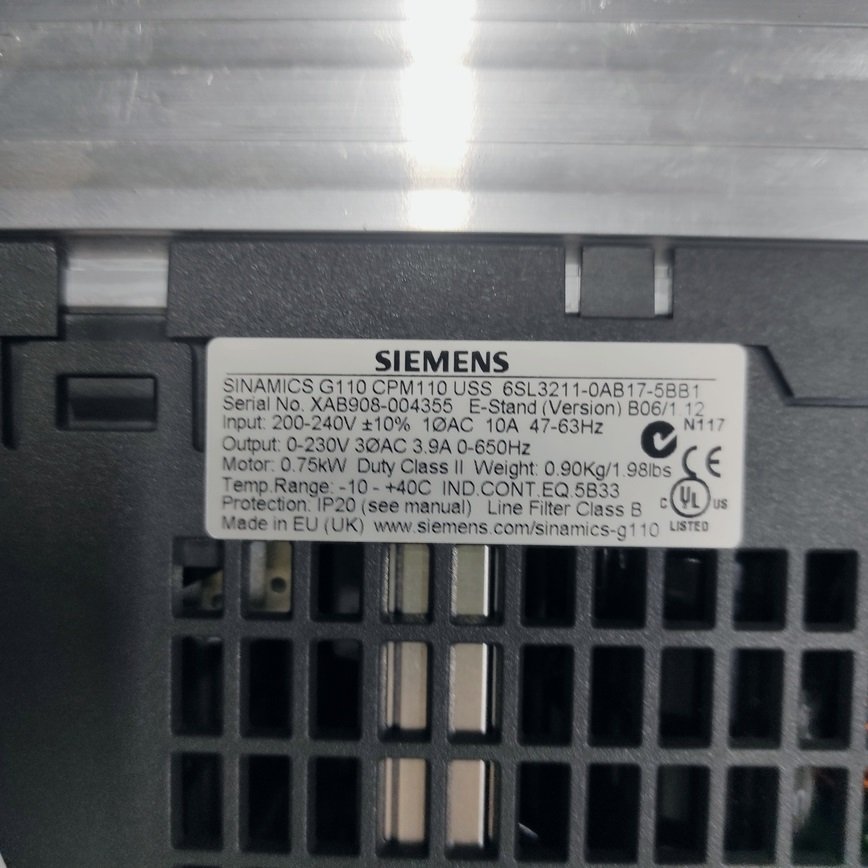 SIEMENS
SINAMICS G110 CPM110 USS 6SL3211-0AB17-5BB1
Serial No. XAB908-004355 E-Stand (Version) B06/1.12
Input: 200-240V ±10% 1ØAC 10A 47-63Hz
N117
Output: 0-230V 3ØAC 3.9A 0-650Hz
Motor: 0.75kW Duty Class II Weight: 0.90Kg/1.98lbs
CE
Temp.Range: -10 - +40C IND.CONT.EQ.5B33
C UL US
Protection: IP20 (see manual) Line Filter Class B
Made in EU (UK) www.siemens.com/sinamics-g110
LISTED